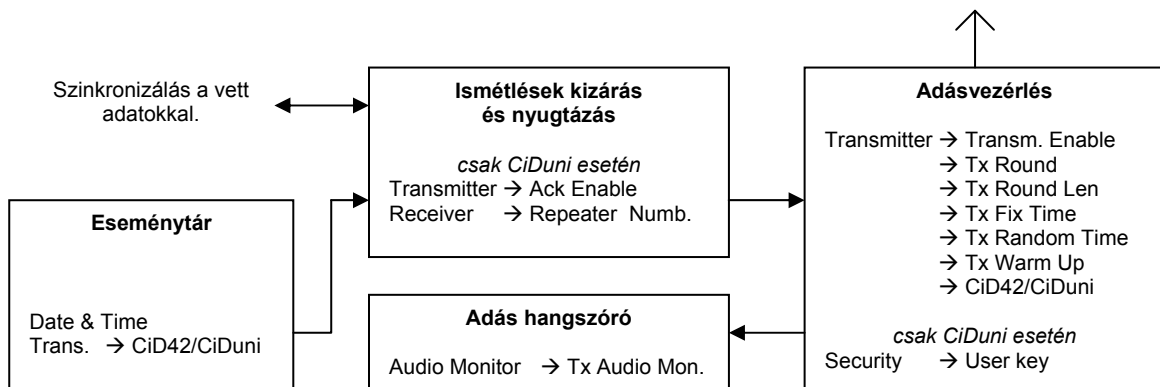 Szinkronizálás a vett
adatokkal.
Ismétlések kizárás
és nyugtázás
csak CiDuni esetén
Transmitter → Ack Enable
Receiver → Repeater Numb.
Adásvezérlés
Transmitter → Transm. Enable
→ Tx Round
→ Tx Round Len
→ Tx Fix Time
→ Tx Random Time
→ Tx Warm Up
→ CiD42/CiDuni
csak CiDuni esetén
Security → User key
Eseménytár
Date & Time
Trans. → CiD42/CiDuni
Adás hangszóró
Audio Monitor → Tx Audio Mon.